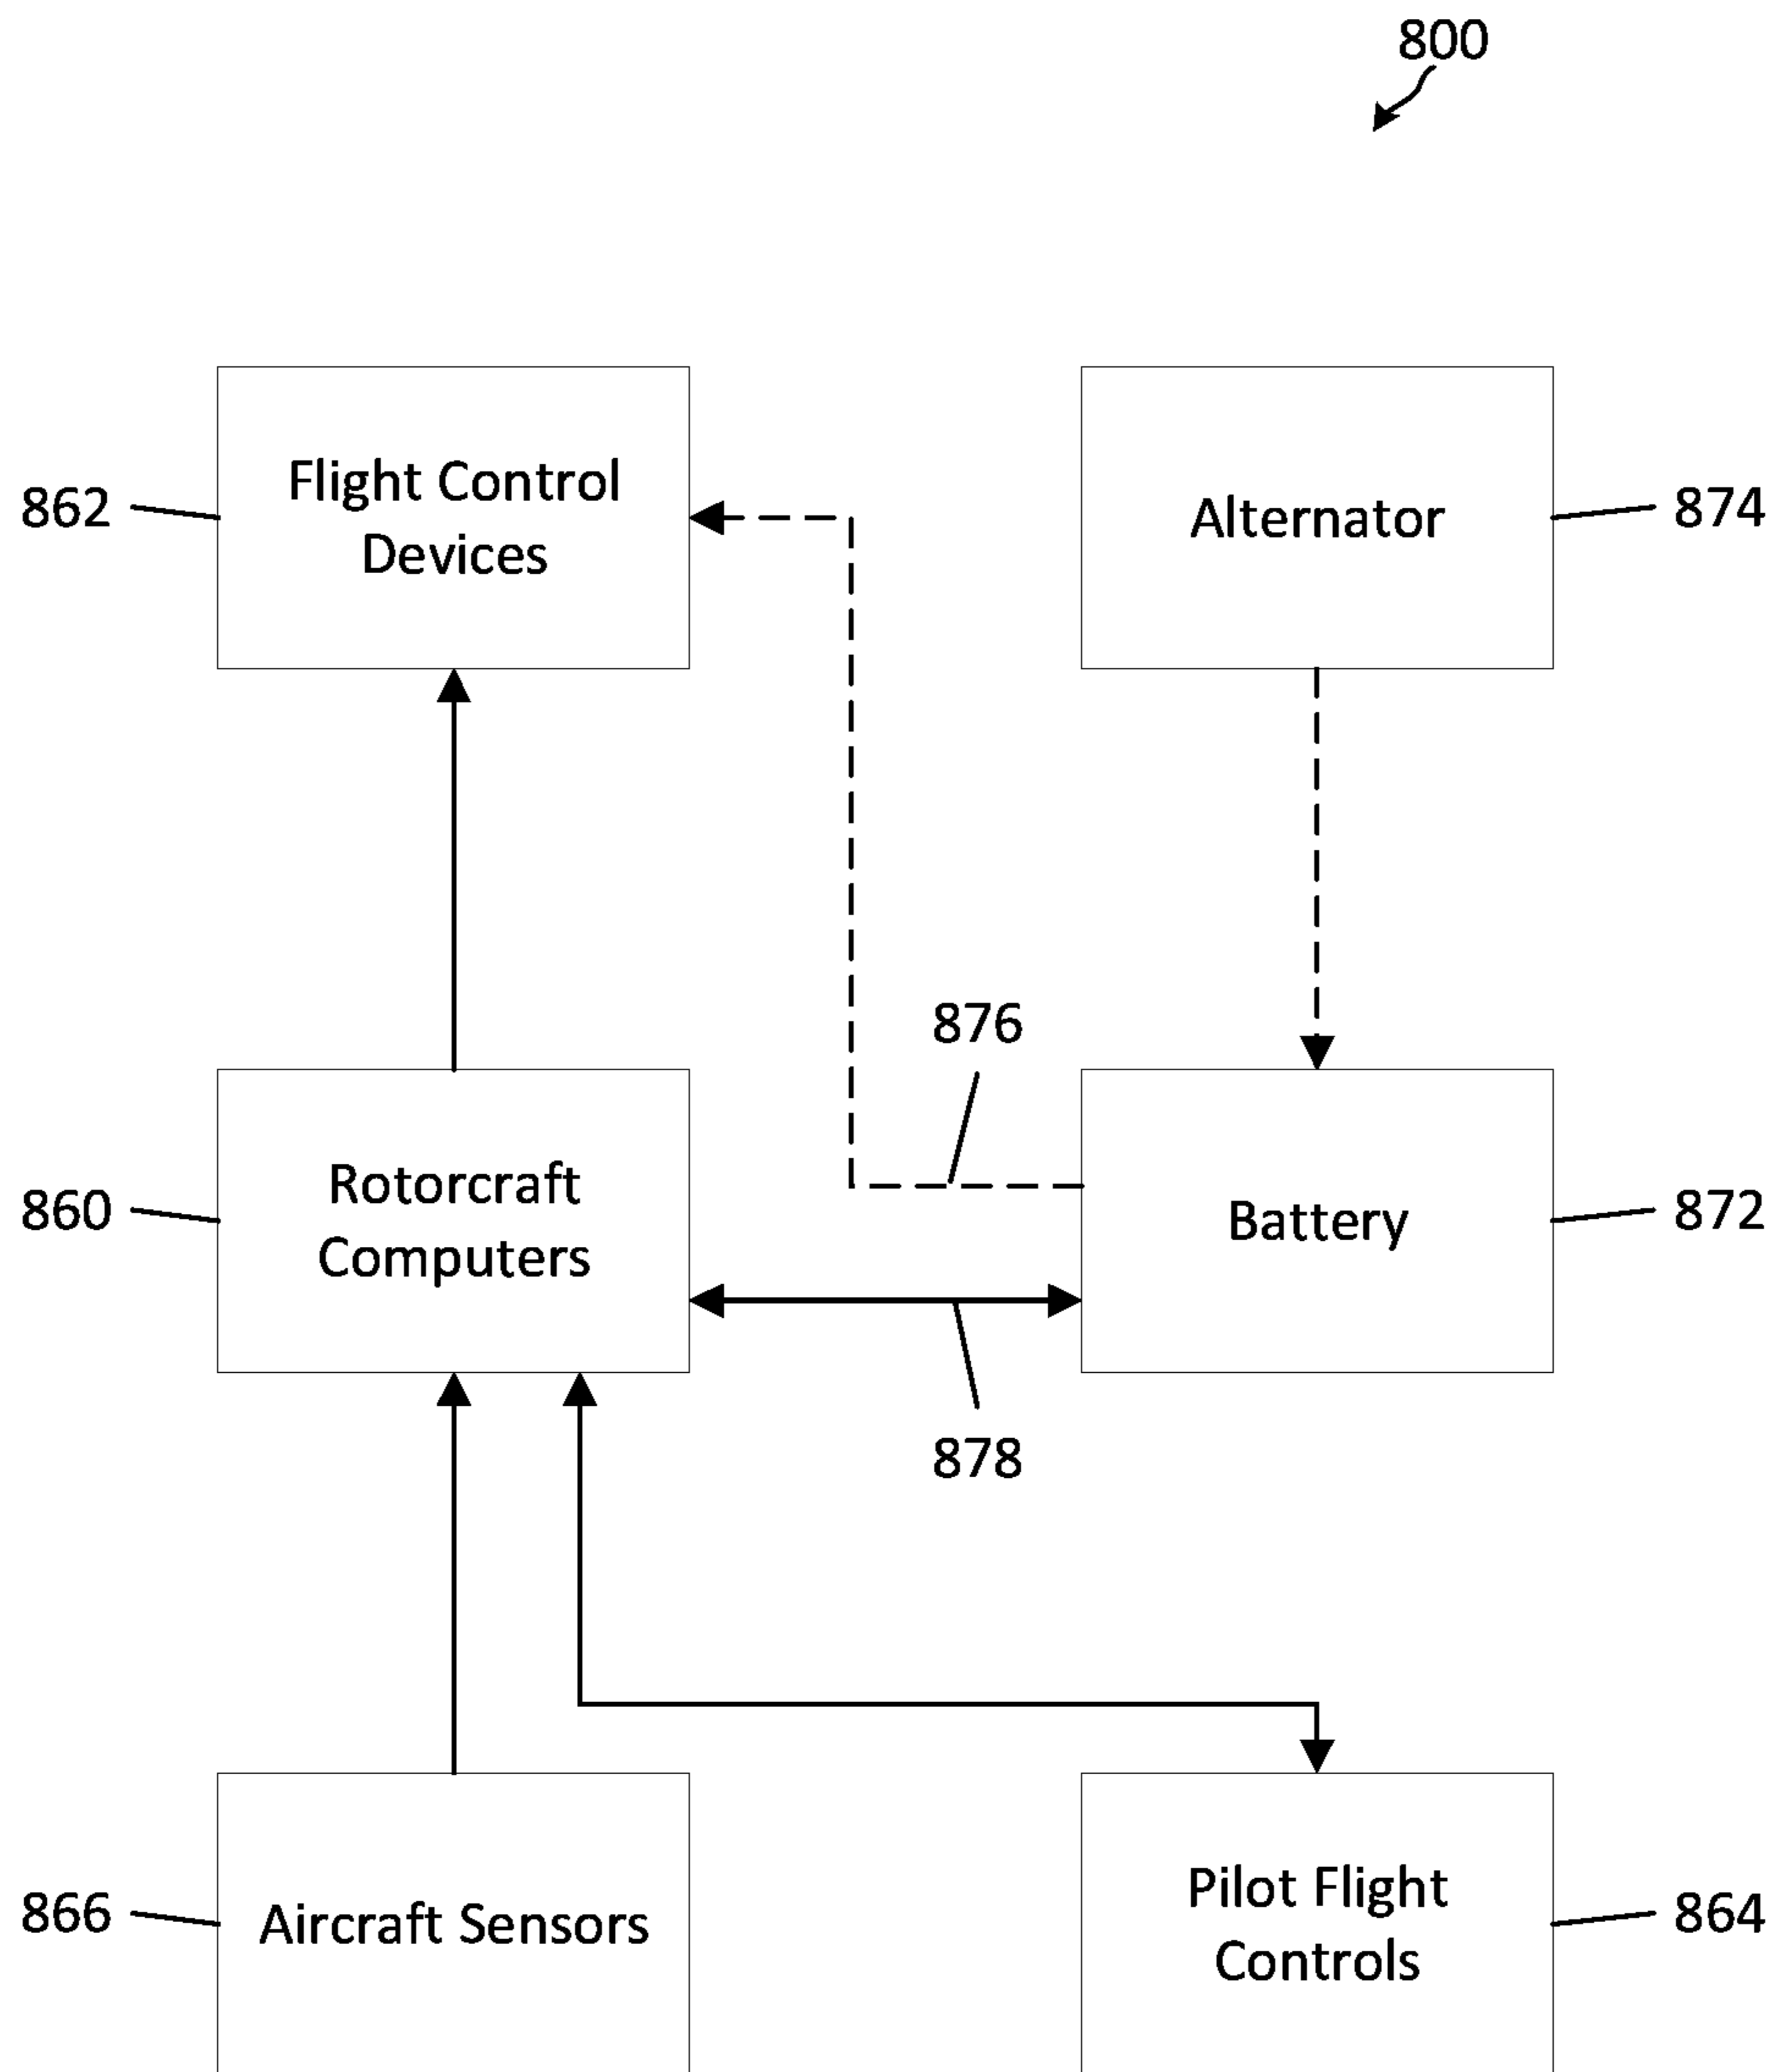 800
Flight Control
Devices
862
Alternator
874
876
Rotorcraft
Computers
860
Battery
872
878
Aircraft Sensors
866
Pilot Flight
Controls
864